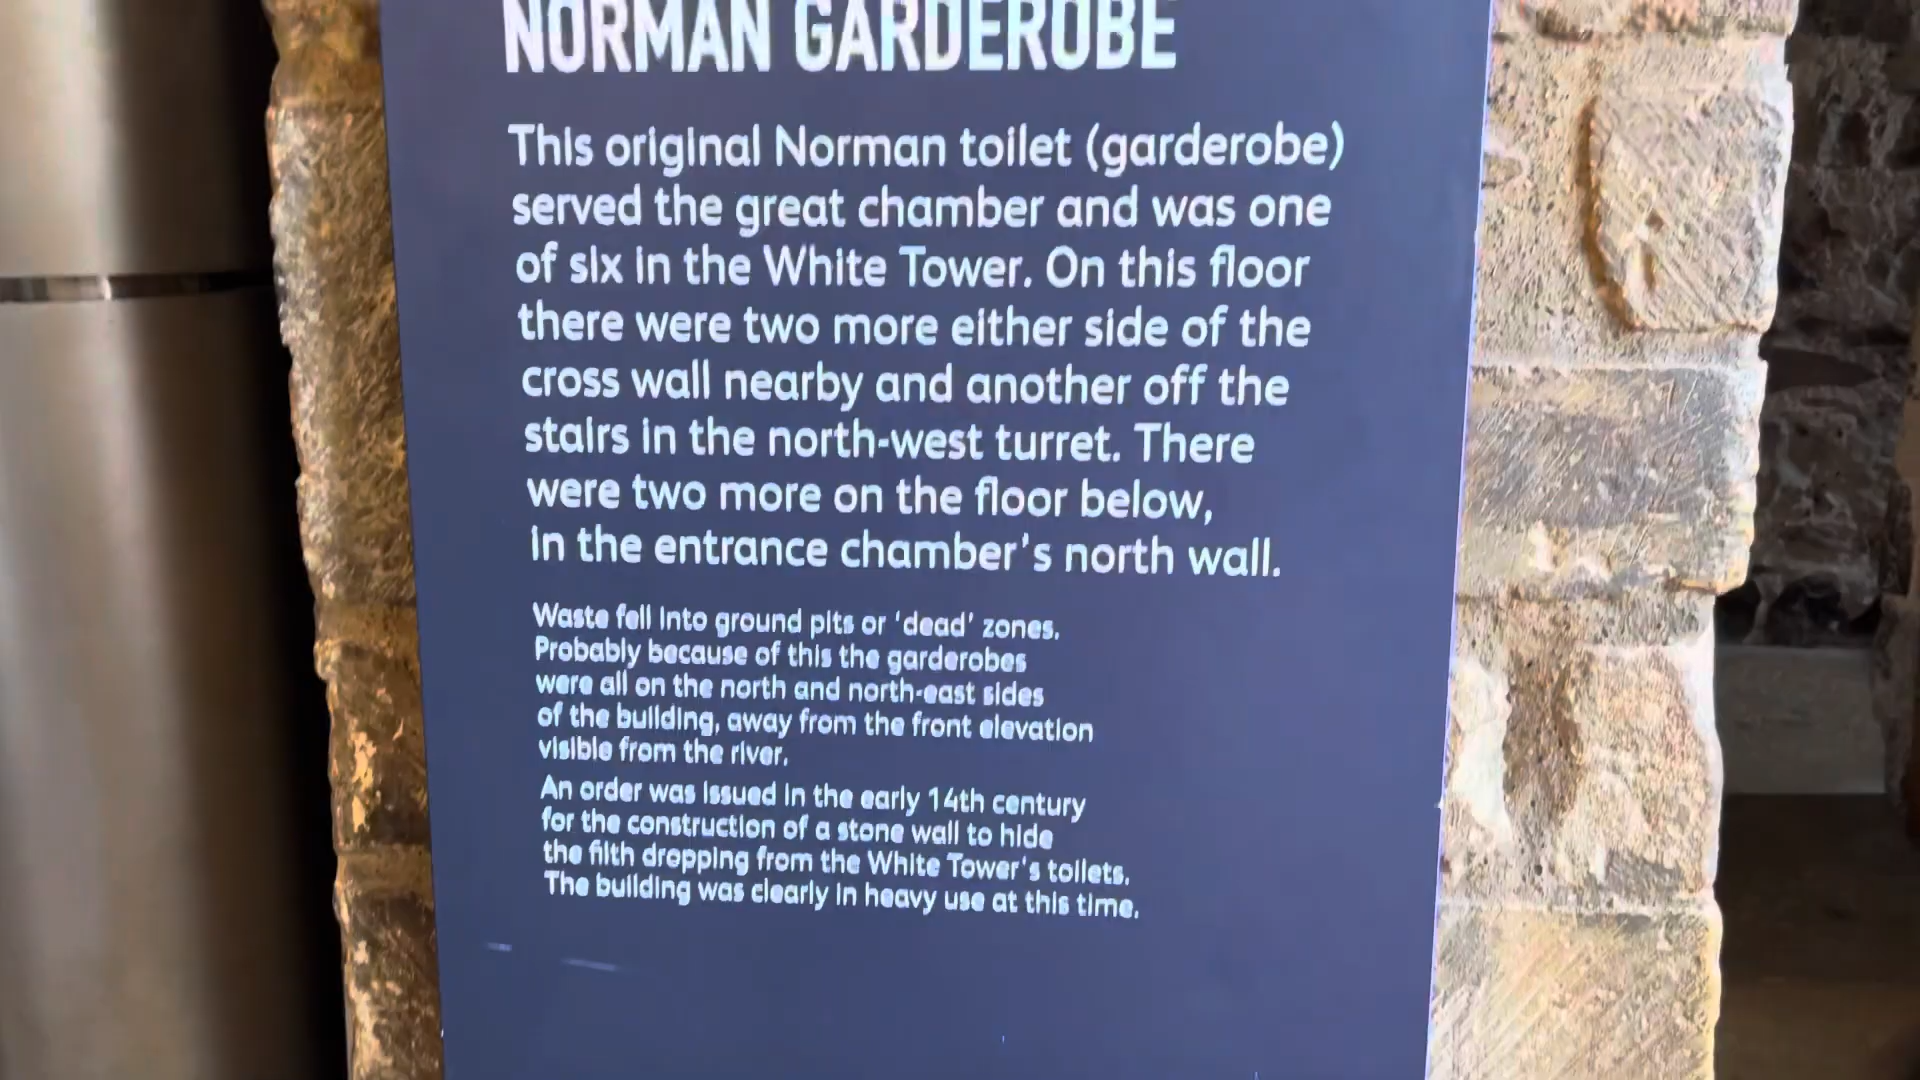 NORMAN GARDEROBE
This original Norman toilet (garderobe)
served the great chamber and was one
of six in the White Tower. On this floor
there were two more either side of the
cross wall nearby and another off the
stairs in the north-west turret. There
were two more on the floor below,
in the entrance chamber's north wall.
Waste fell into ground pits or 'dead' zones.
Probably because of this the garderobes
were all on the north and north-east sides
of the building, away from the front elevation
visible from the river.
An order was issued in the early 14th century
for the construction of a stone wall to hide
the filth dropping from the White Tower's toilets.
The building was clearly in heavy use at this time.